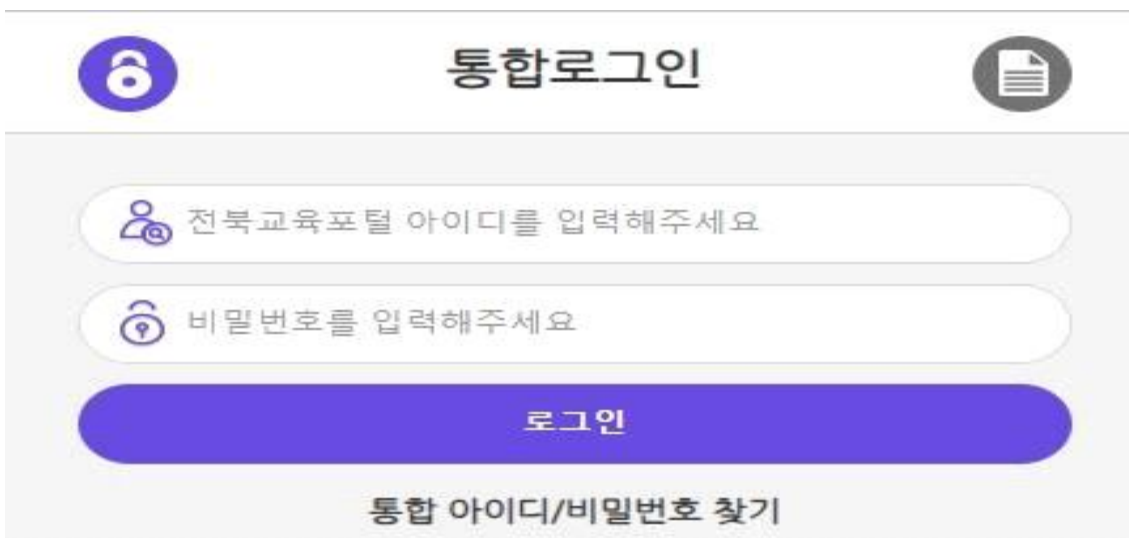 통합로그인
전북교육포털 아이디를 입력해주세요
비밀번호를 입력해주세요
로그인
통합 아이디/비밀번호 찾기